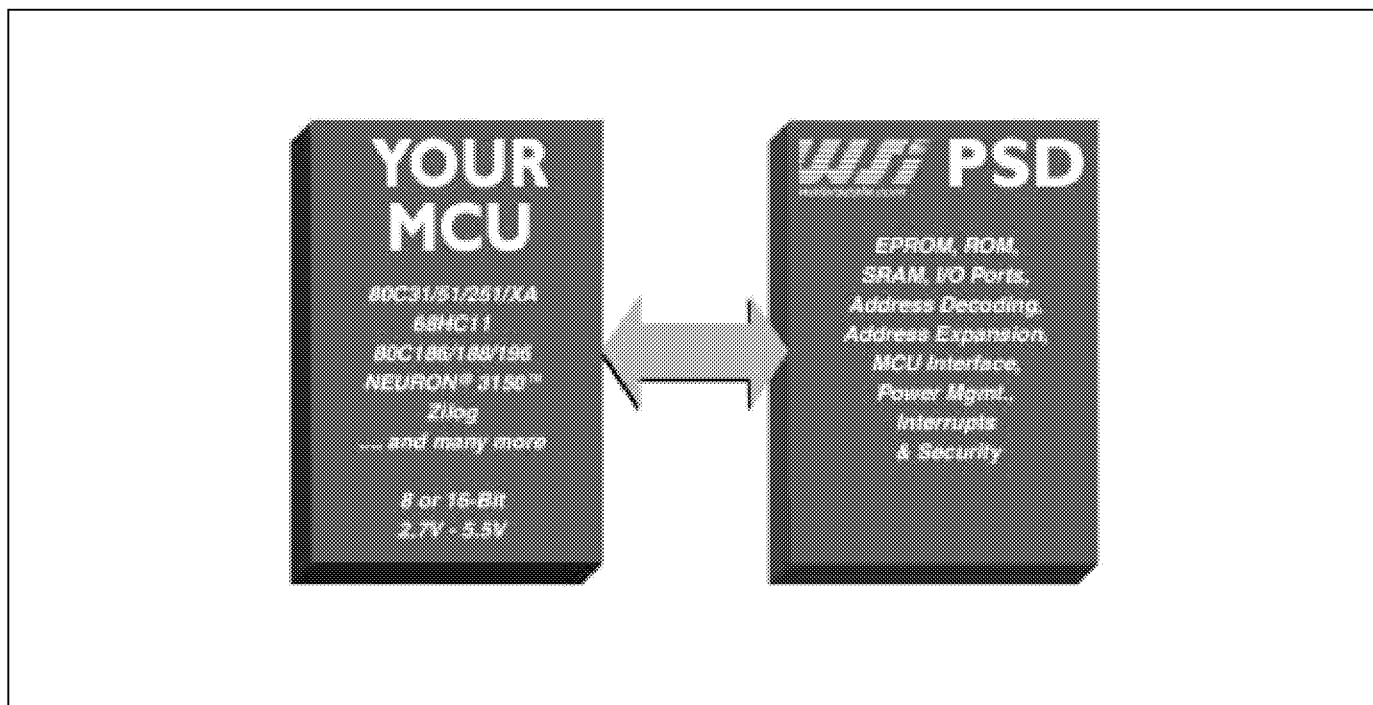 YOUR
MCU
80C31/51/251/XA
68HC11
80C186/188/196
NEURON® 3150™
Zilog
.... and many more
8 or 16-Bit
2.7V - 5.5V
WSi PSD
EPROM, ROM,
SRAM, I/O Ports,
Address Decoding,
Address Expansion,
MCU Interface,
Power Mgmt.,
Interrupts
& Security